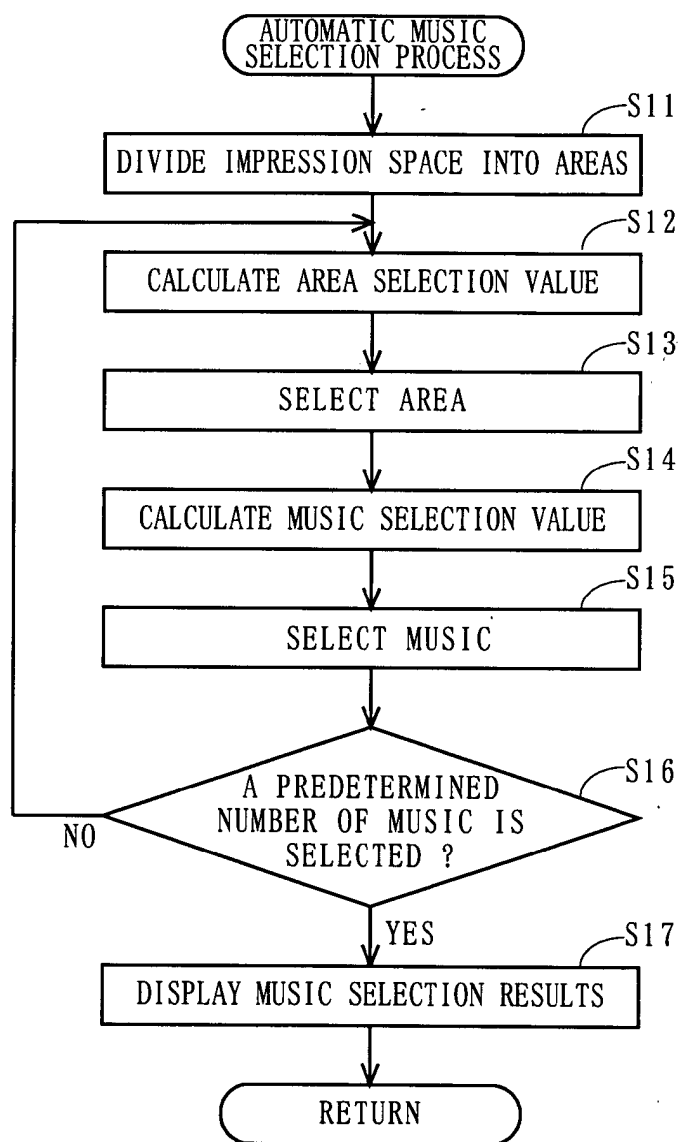 AUTOMATIC MUSIC
SELECTION PROCESS
S11
DIVIDE IMPRESSION SPACE INTO AREAS
S12
CALCULATE AREA SELECTION VALUE
S13
SELECT AREA
S14
CALCULATE MUSIC SELECTION VALUE
S15
SELECT MUSIC
S16
A PREDETERMINED
NUMBER OF MUSIC IS
SELECTED ?
NO
YES
S17
DISPLAY MUSIC SELECTION RESULTS
RETURN